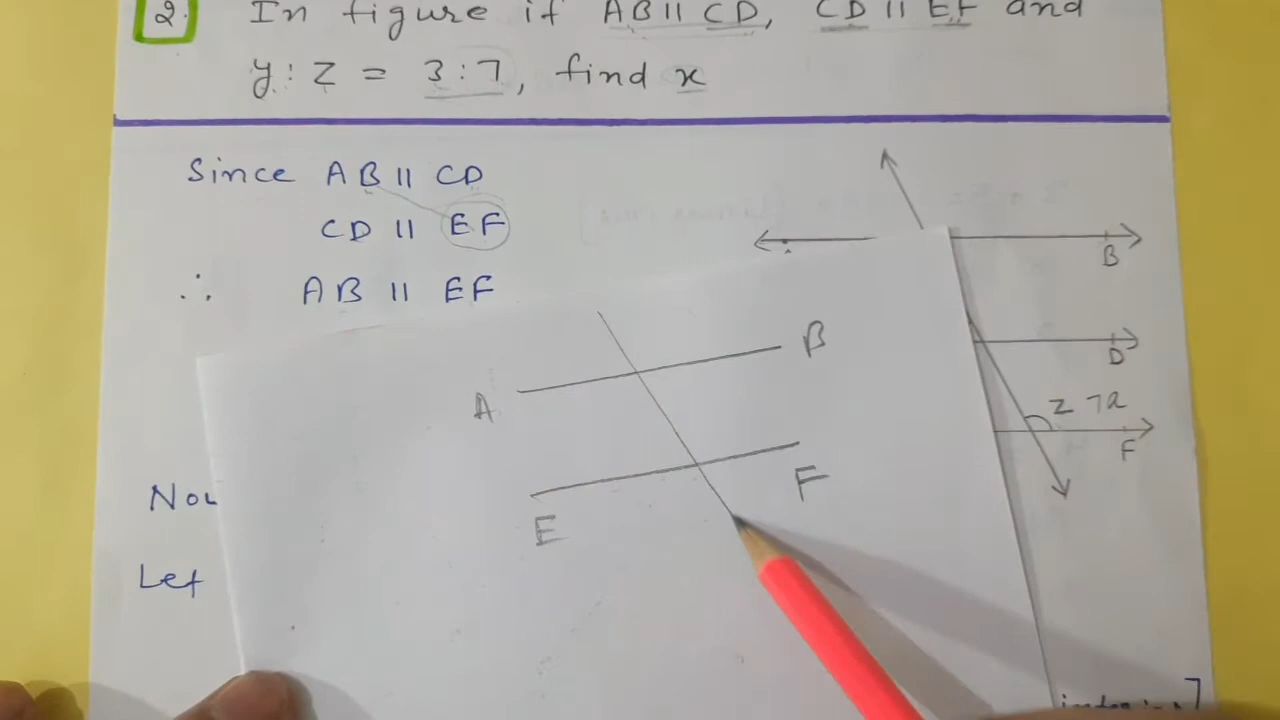 2. In figure if AB || CD, CD || EF and
y : z = 3 : 7, find x
Since AB || CD
CD || EF
∴ AB || EF
B
D
z 7a
F
A B
E F
Let